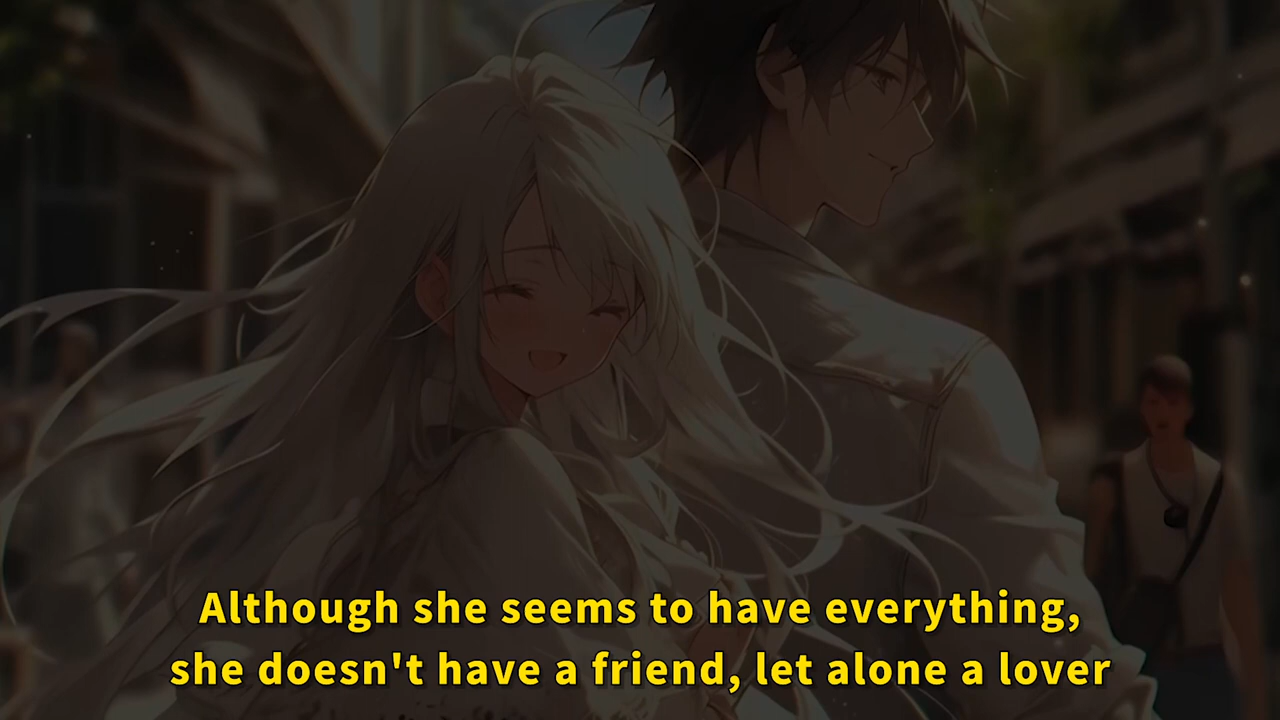 Although she seems to have everything,
she doesn't have a friend, let alone a lover